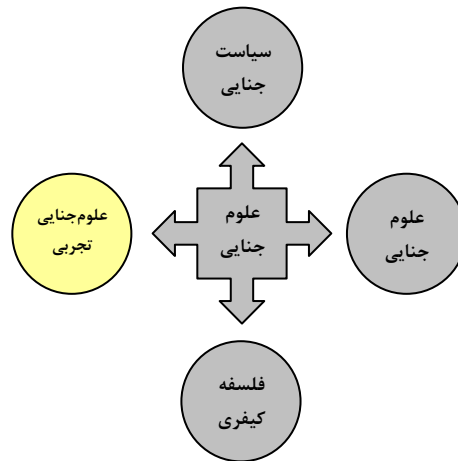 سیاست
جنایی
علوم
جنایی
علوم
جنایی
علوم‌جنایی
تجربی
فلسفه
کیفری